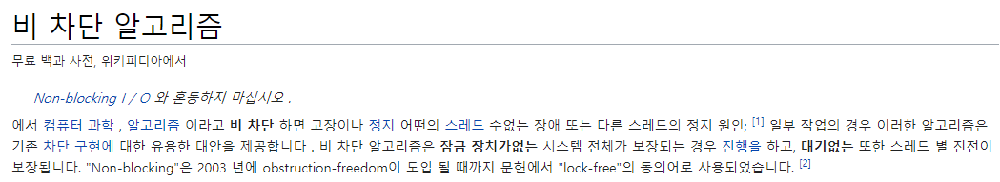 비 차단 알고리즘
무료 백과 사전, 위키피디아에서
Non-blocking I / O 와 혼동하지 마십시오 .
에서 컴퓨터 과학 , 알고리즘 이라고 비 차단 하면 고장이나 정지 어떤의 스레드 수없는 장애 또는 다른 스레드의 정지 원인; [1] 일부 작업의 경우 이러한 알고리즘은
기존 차단 구현에 대한 유용한 대안을 제공합니다 . 비 차단 알고리즘은 잠금 장치가없는 시스템 전체가 보장되는 경우 진행을 하고, 대기없는 또한 스레드 별 진전이
보장됩니다. "Non-blocking"은 2003 년에 obstruction-freedom이 도입 될 때까지 문헌에서 "lock-free"의 동의어로 사용되었습니다. [2]